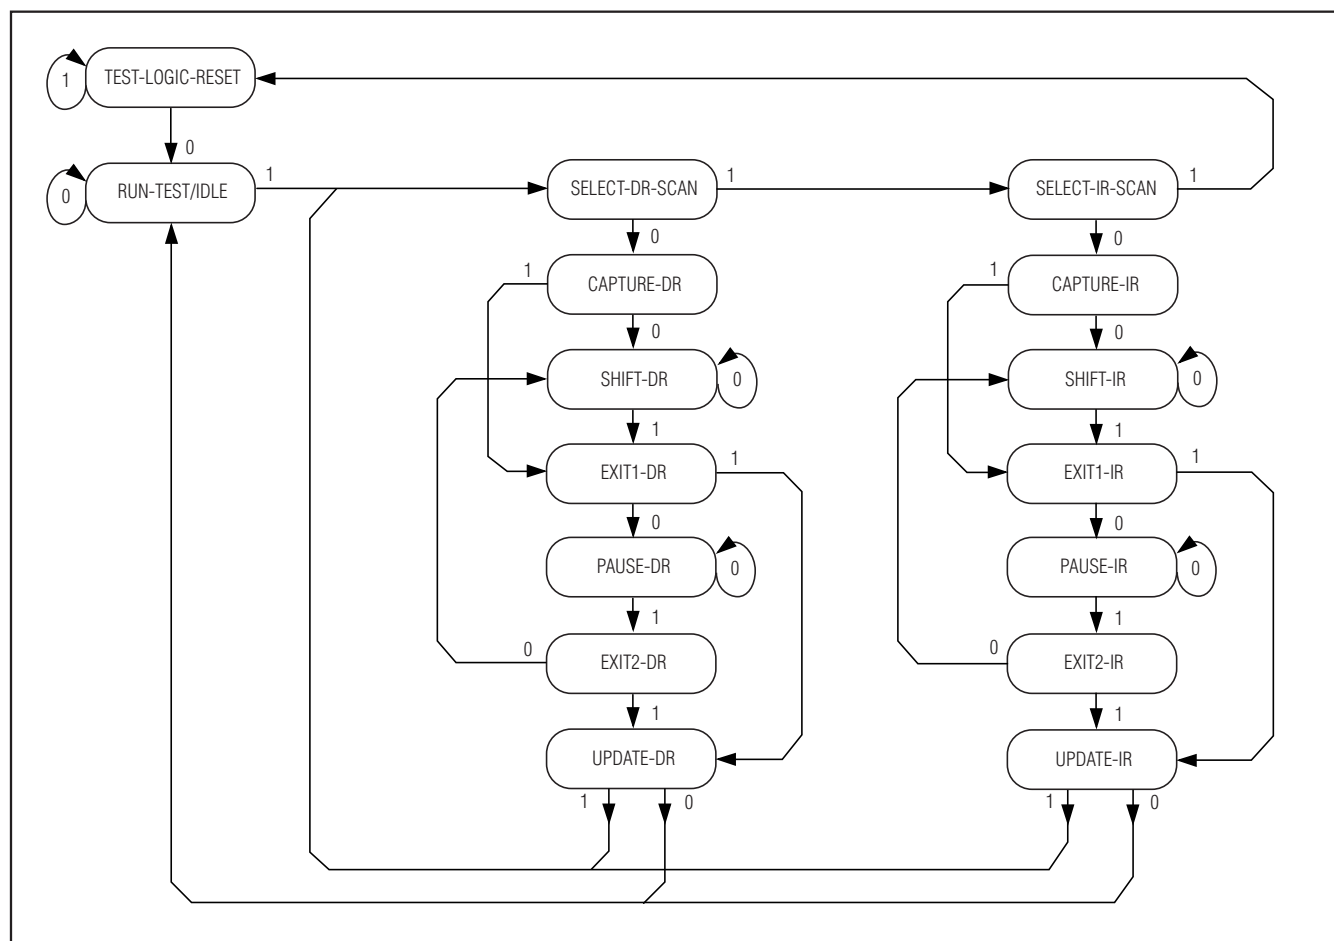 TEST-LOGIC-RESET
1
0
RUN-TEST/IDLE
0
1
SELECT-DR-SCAN
1
SELECT-IR-SCAN
1
0
0
1
CAPTURE-DR
1
CAPTURE-IR
0
0
SHIFT-DR
0
SHIFT-IR
0
1
1
EXIT1-DR
1
EXIT1-IR
1
0
0
PAUSE-DR
0
PAUSE-IR
0
1
1
0
EXIT2-DR
0
EXIT2-IR
1
1
UPDATE-DR
UPDATE-IR
1
0
1
0